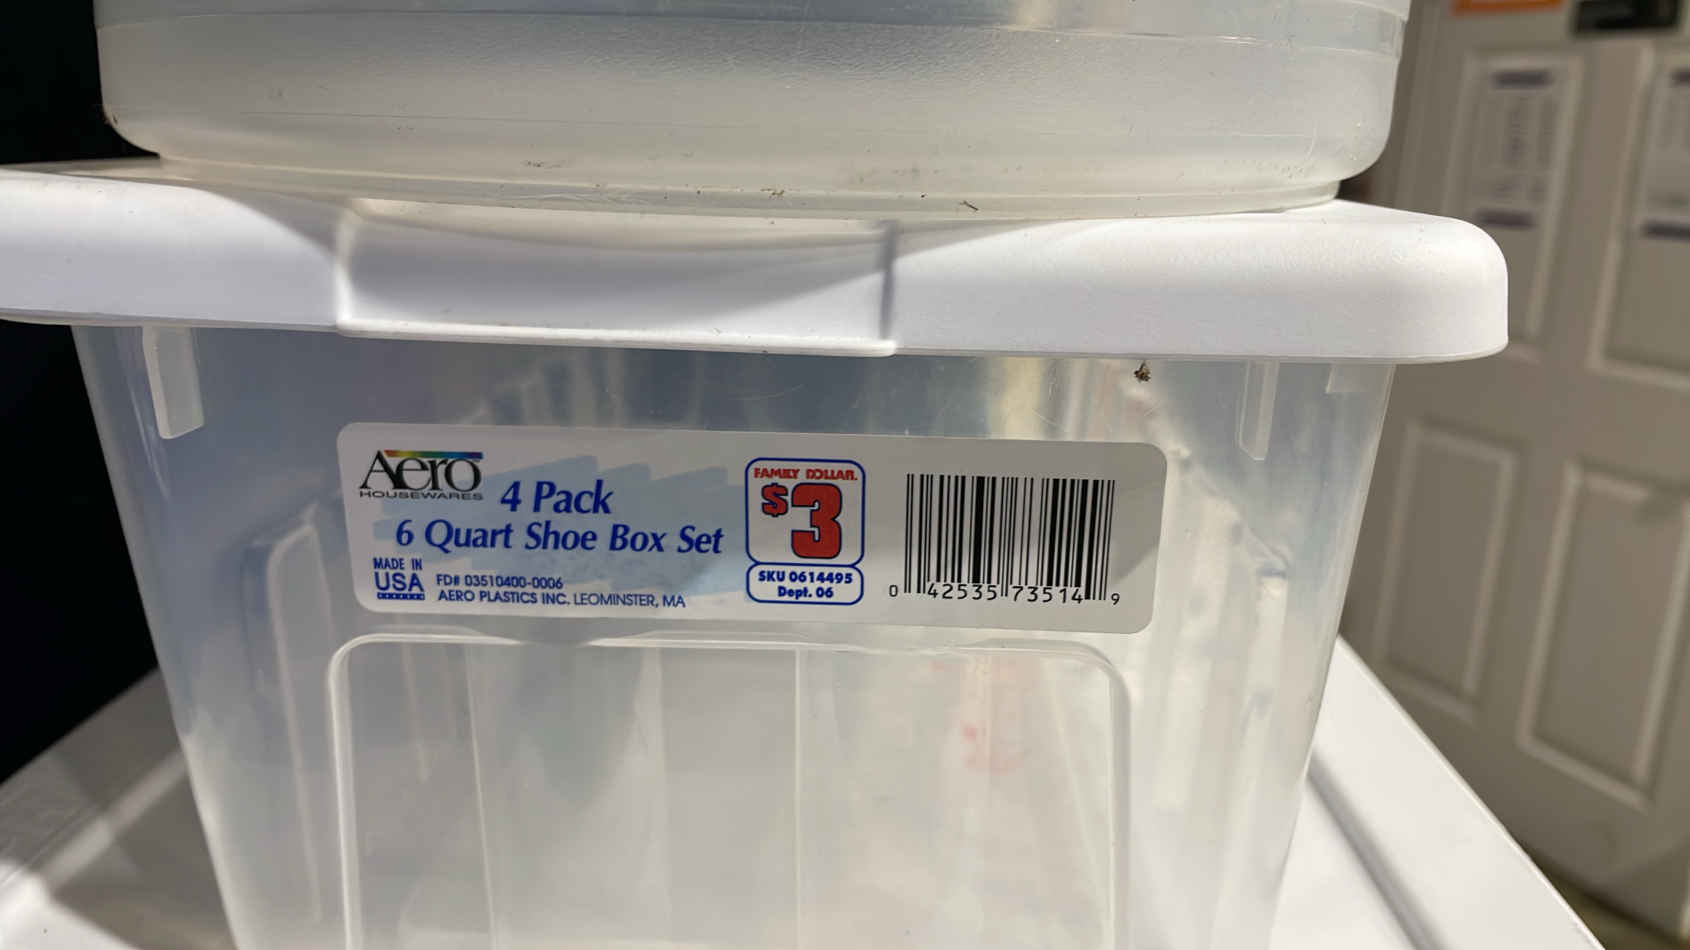 Aero
HOUSEWARES
4 Pack
6 Quart Shoe Box Set
MADE IN
USA
FD# 03510400-0006
AERO PLASTICS INC. LEOMINSTER, MA
FAMILY DOLLAR.
$3
SKU 0614495
Dept. 06
0 42535 73514 9